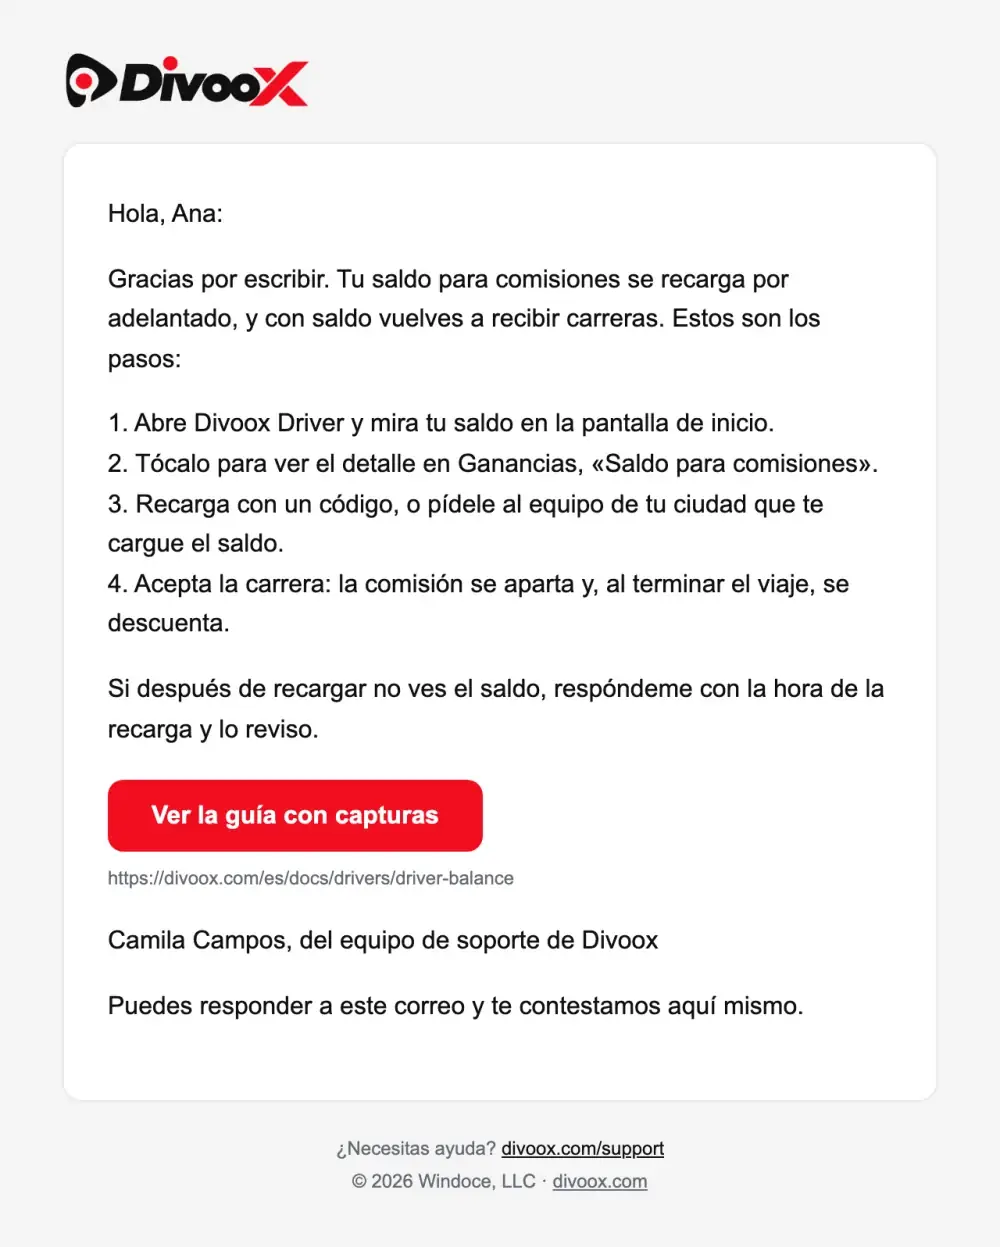 DivooX
Hola, Ana:
Gracias por escribir. Tu saldo para comisiones se recarga por
adelantado, y con saldo vuelves a recibir carreras. Estos son los
pasos:
1. Abre Divoox Driver y mira tu saldo en la pantalla de inicio.
2. Tócalo para ver el detalle en Ganancias, «Saldo para comisiones».
3. Recarga con un código, o pídele al equipo de tu ciudad que te
cargue el saldo.
4. Acepta la carrera: la comisión se aparta y, al terminar el viaje, se
descuenta.
Si después de recargar no ves el saldo, respóndeme con la hora de la
recarga y lo reviso.
Ver la guía con capturas
https://divoox.com/es/docs/drivers/driver-balance
Camila Campos, del equipo de soporte de Divoox
Puedes responder a este correo y te contestamos aquí mismo.
¿Necesitas ayuda? divoox.com/support
© 2026 Windoce, LLC · divoox.com